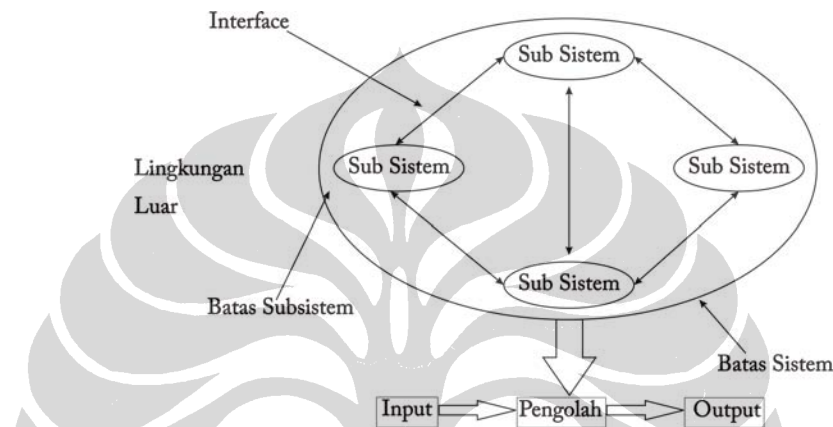 Interface
Sub Sistem
Lingkungan
Luar
Sub Sistem
Sub Sistem
Sub Sistem
Batas Subsistem
Batas Sistem
Input
Pengolah
Output